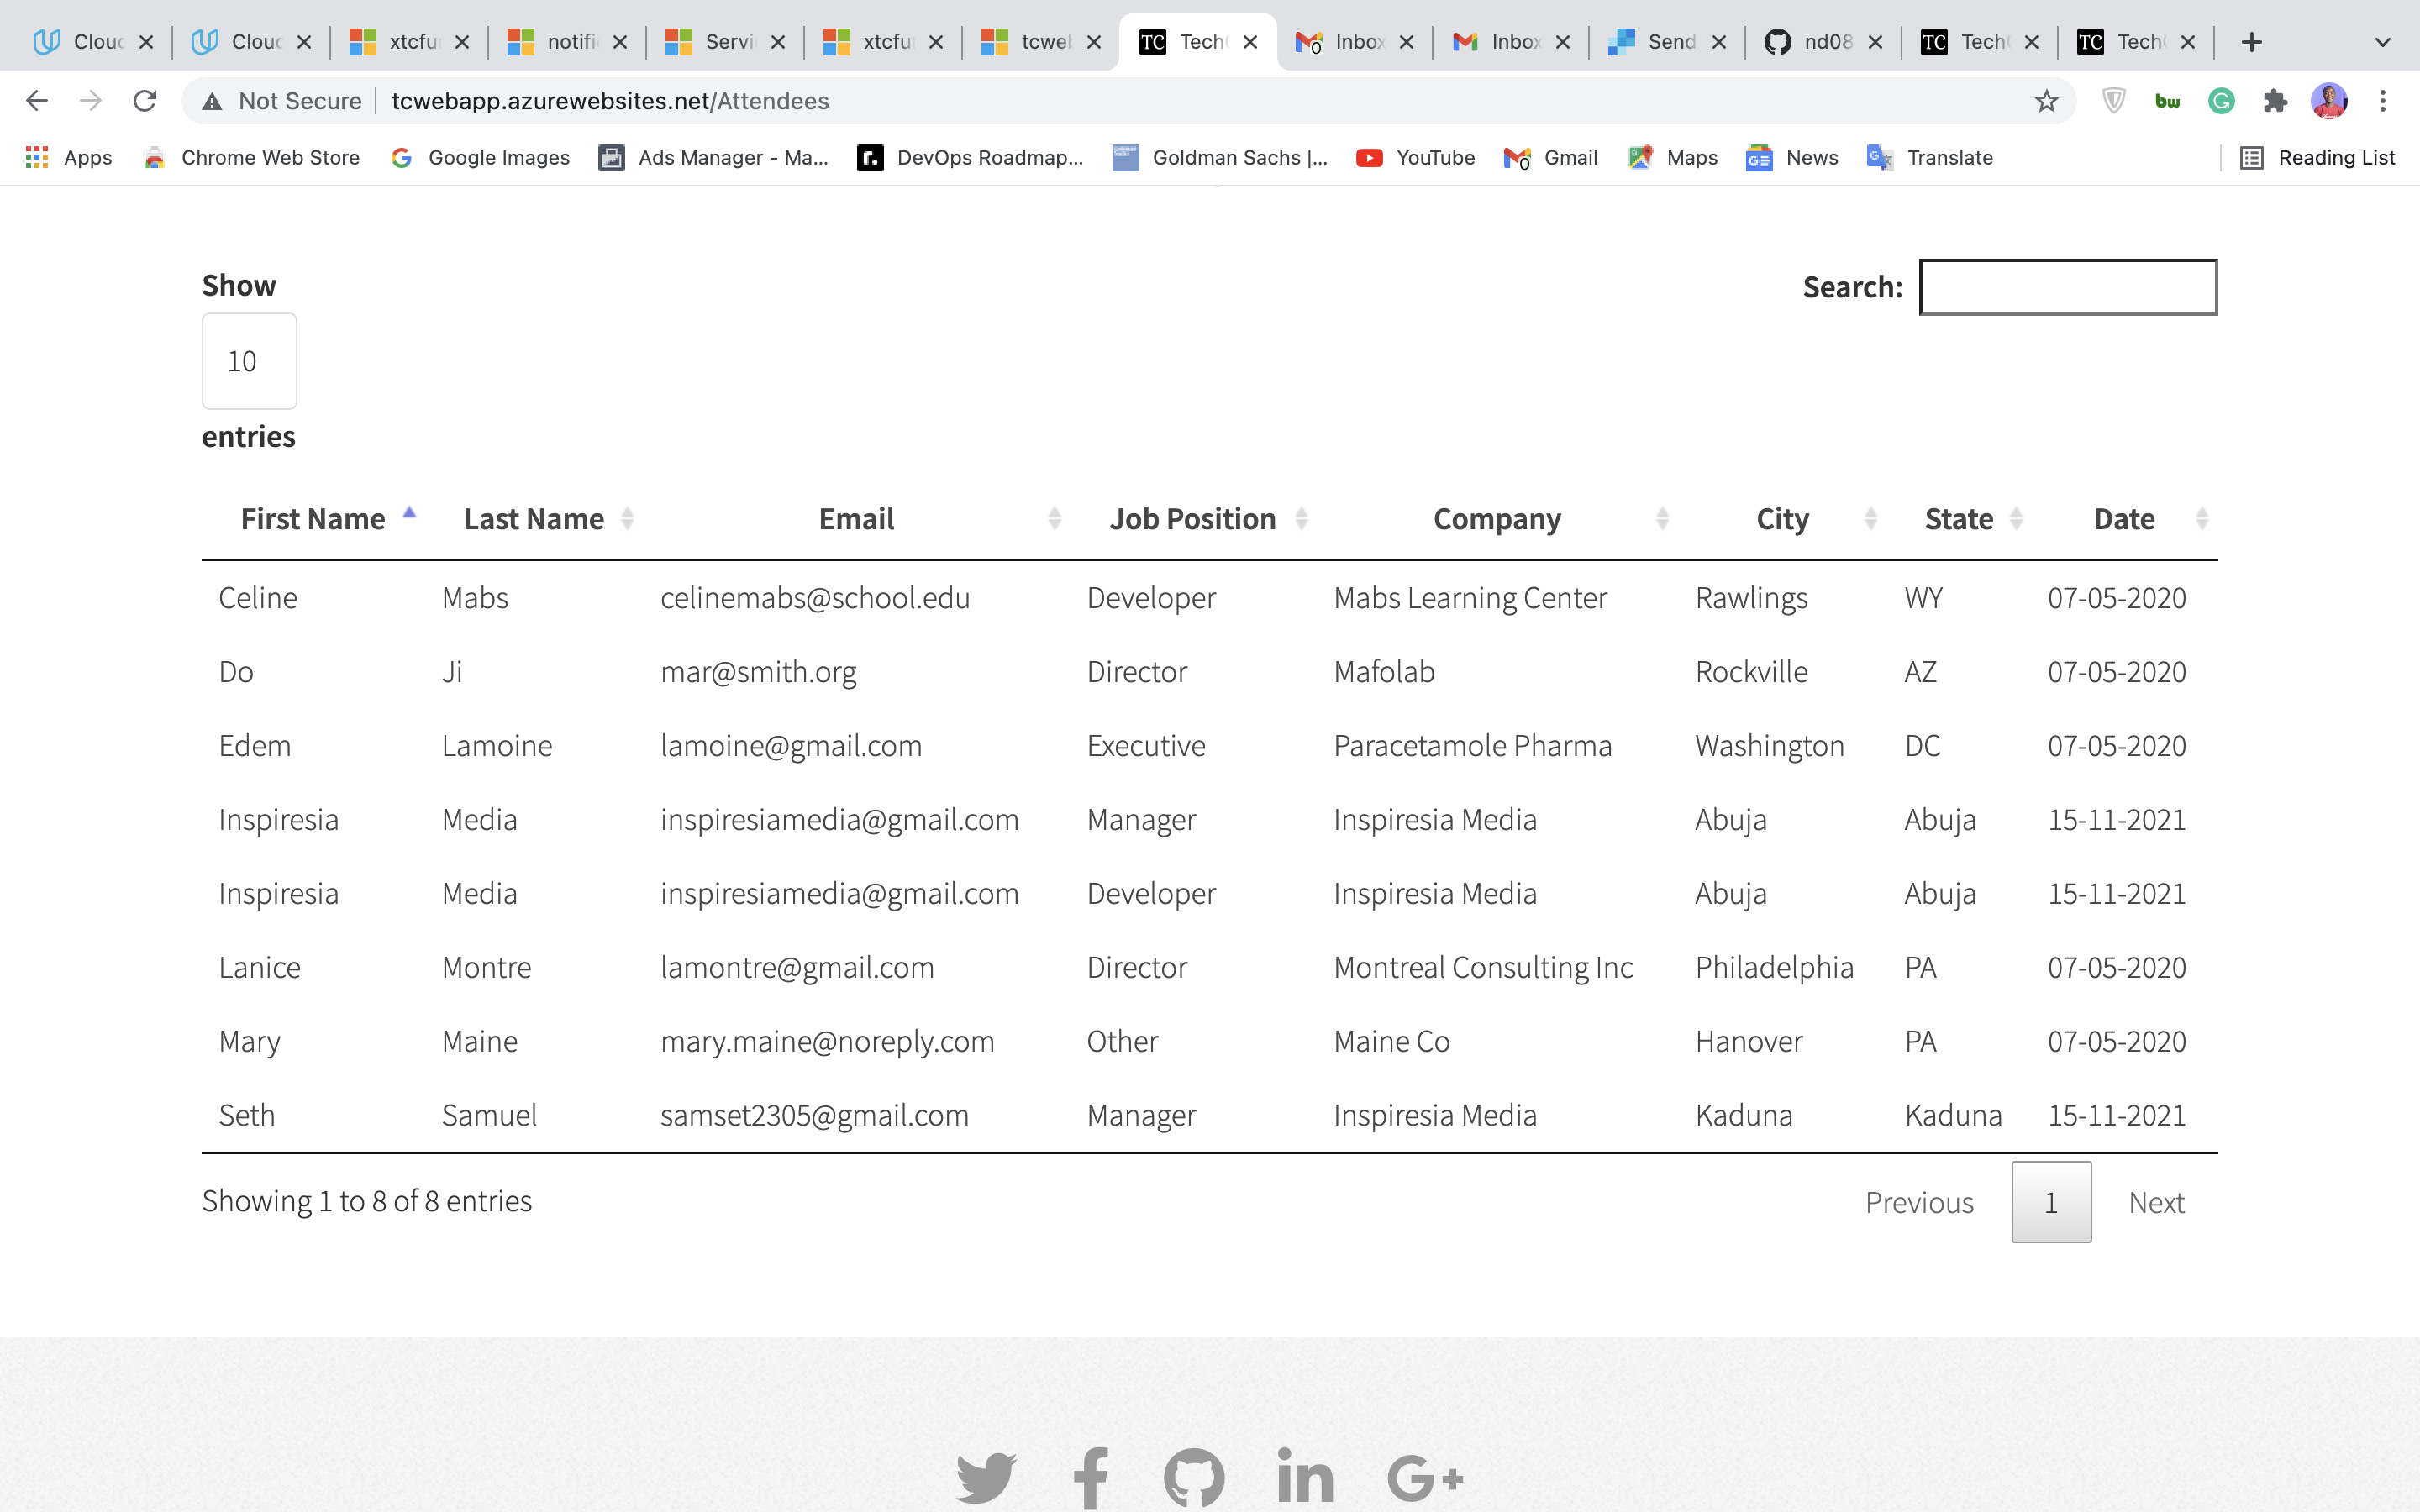 Clou xtcfu notifi Servi xtcfu tcwe TC Tech Inbox Inbox Send nd08 TC Tech TC Tech
Not Secure tcwebapp.azurewebsites.net/Attendees bw
Apps Chrome Web Store Google Images Ads Manager - Ma... DevOps Roadmap... Goldman Sachs |... YouTube Gmail Maps News Translate Reading List
Show
Search:
10
entries
First Name Last Name Email Job Position Company City State Date
Celine Mabs celinemabs@school.edu Developer Mabs Learning Center Rawlings WY 07-05-2020
Do Ji mar@smith.org Director Mafolab Rockville AZ 07-05-2020
Edem Lamoine lamoine@gmail.com Executive Paracetamole Pharma Washington DC 07-05-2020
Inspiresia Media inspiresiamedia@gmail.com Manager Inspiresia Media Abuja Abuja 15-11-2021
Inspiresia Media inspiresiamedia@gmail.com Developer Inspiresia Media Abuja Abuja 15-11-2021
Lanice Montre lamontre@gmail.com Director Montreal Consulting Inc Philadelphia PA 07-05-2020
Mary Maine mary.maine@noreply.com Other Maine Co Hanover PA 07-05-2020
Seth Samuel samset2305@gmail.com Manager Inspiresia Media Kaduna Kaduna 15-11-2021
Showing 1 to 8 of 8 entries
Previous 1 Next